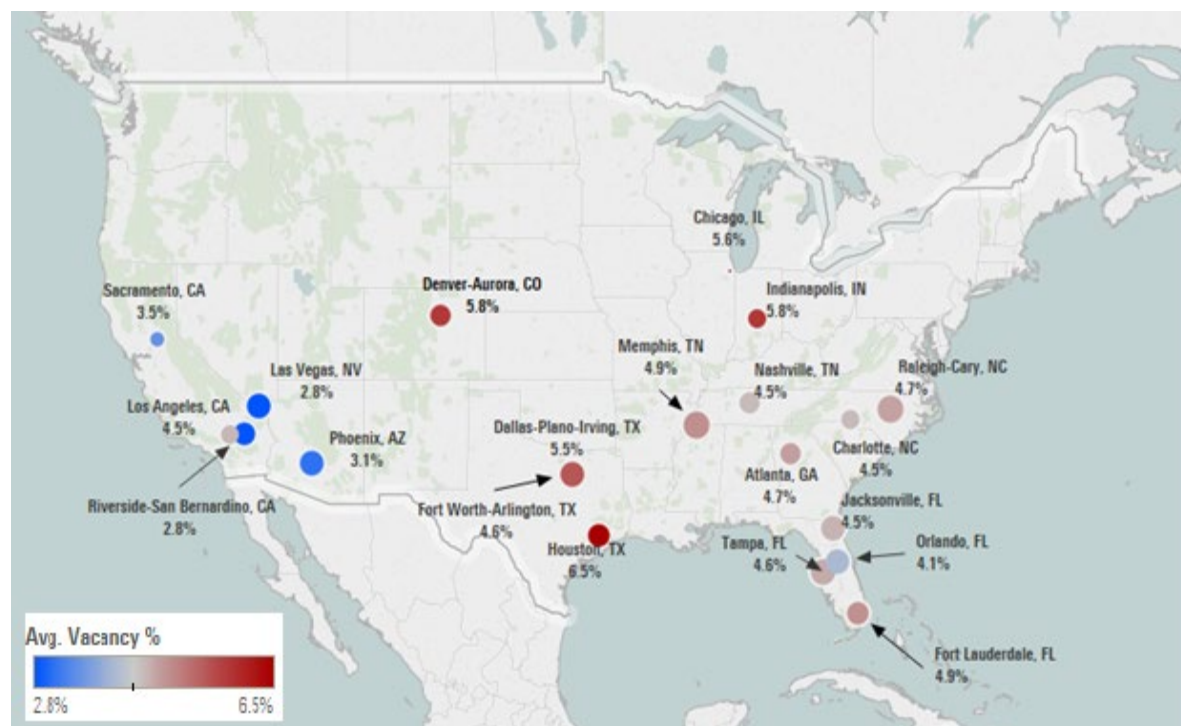 Chicago, IL
5.6%
Sacramento, CA
3.5%
Denver-Aurora, CO
5.8%
Indianapolis, IN
5.8%
Memphis, TN
4.9%
Nashville, TN
4.5%
Raleigh-Cary, NC
4.7%
Las Vegas, NV
2.8%
Los Angeles, CA
4.5%
Phoenix, AZ
3.1%
Dallas-Plano-Irving, TX
5.5%
Charlotte, NC
4.5%
Atlanta, GA
4.7%
Riverside-San Bernardino, CA
2.8%
Fort Worth-Arlington, TX
4.6%
Jacksonville, FL
4.5%
Houston, TX
6.5%
Tampa, FL
4.6%
Orlando, FL
4.1%
Fort Lauderdale, FL
4.9%
Avg. Vacancy %
2.8% 6.5%